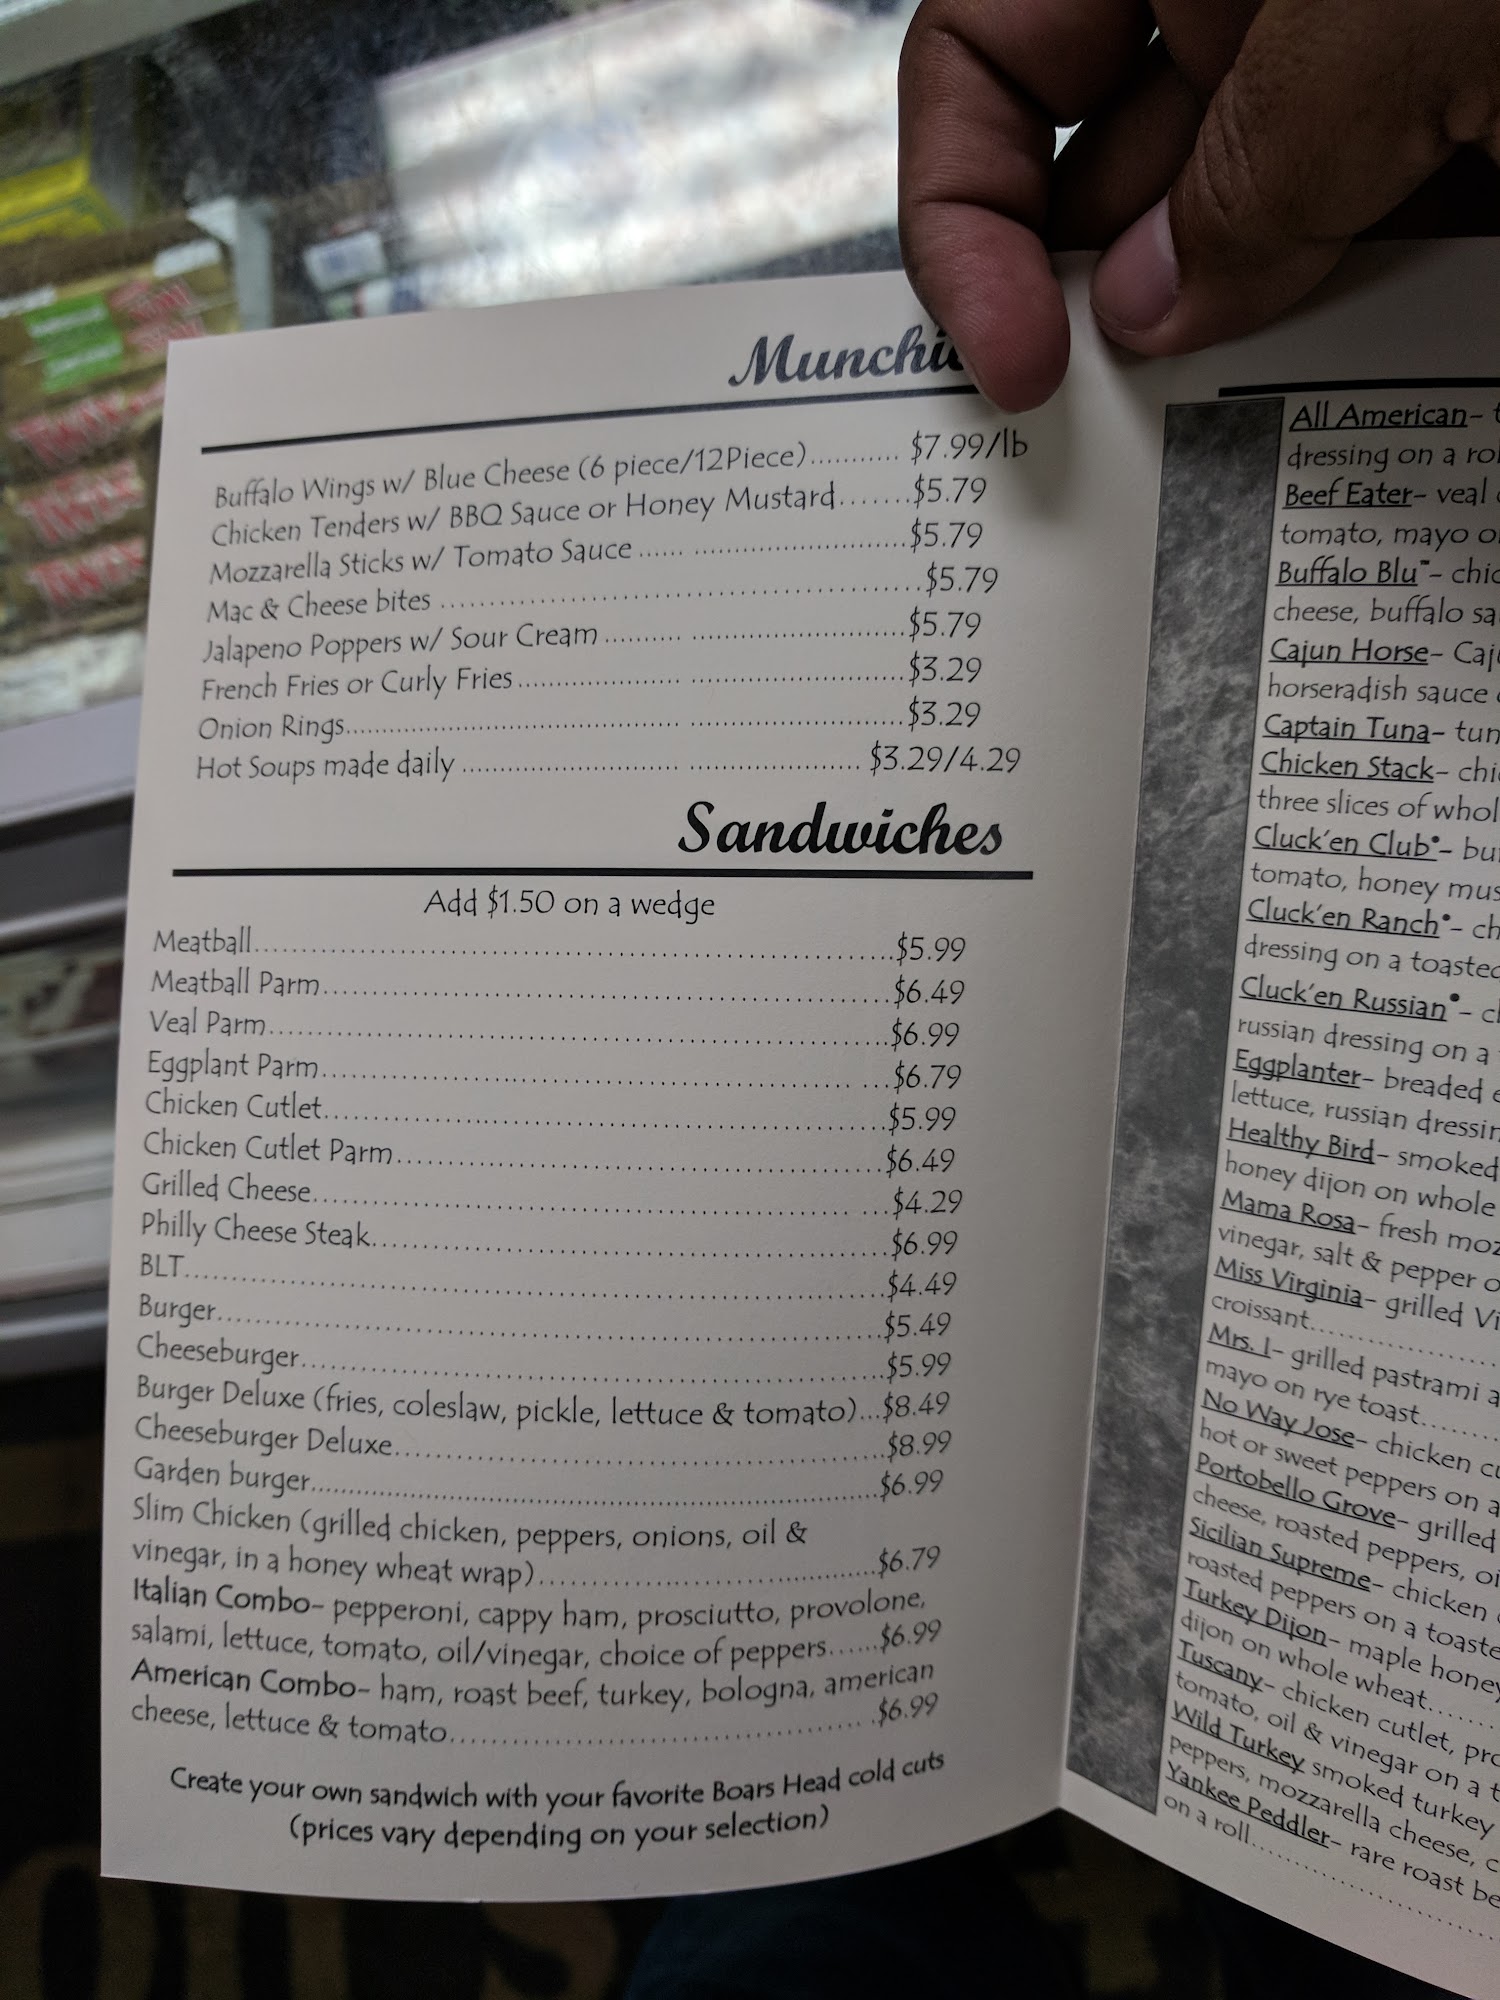 Munchi
Buffalo Wings w/ Blue Cheese (6 piece/12Piece)........... $7.99/lb
Chicken Tenders w/ BBQ Sauce or Honey Mustard.......$5.79
Mozzarella Sticks w/ Tomato Sauce ...... ..............................$5.79
Mac & Cheese bites ..........................................................$5.79
Jalapeno Poppers w/ Sour Cream .......... ..............................$5.79
French Fries or Curly Fries...................... ..............................$3.29
Onion Rings............................................. ..............................$3.29
Hot Soups made daily .............................. ........................ $3.29/4.29
Sandwiches
Add $1.50 on a wedge
Meatball.............................................................................$5.99
Meatball Parm....................................................................$6.49
Veal Parm...........................................................................$6.99
Eggplant Parm............................................................... ...$6.79
Chicken Cutlet....................................................................$5.99
Chicken Cutlet Parm..........................................................$6.49
Grilled Cheese............................................................... ...$4.29
Philly Cheese Steak............................................................$6.99
BLT.....................................................................................$4.49
Burger.................................................................................$5.49
Cheeseburger.....................................................................$5.99
Burger Deluxe (fries, coleslaw, pickle, lettuce & tomato)...$8.49
Cheeseburger Deluxe.........................................................$8.99
Garden burger....................................................................$6.99
Slim Chicken (grilled chicken, peppers, onions, oil &
vinegar, in a honey wheat wrap).........................................$6.79
Italian Combo- pepperoni, cappy ham, prosciutto, provolone,
salami, lettuce, tomato, oil/vinegar, choice of peppers......$6.99
American Combo- ham, roast beef, turkey, bologna, american
cheese, lettuce & tomato.................................................. .$6.99
Create your own sandwich with your favorite Boars Head cold cuts
(prices vary depending on your selection)
All American-
dressing on a
Beef Eater- veal
tomato, mayo
Buffalo Blu~-
cheese, buffalo
Cajun Horse-
horseradish sauce
Captain Tuna-
Chicken Stack-
three slices of
Cluck'en Club•-
tomato, honey
Cluck'en Ranch•-
dressing on a toasted
Cluck'en Russian•-
russian dressing on a
Eggplanter- breaded
lettuce, russian
Healthy Bird- smoked
honey dijon on whole
Mama Rosa- fresh
vinegar, salt & pepper
Miss Virginia- grilled
croissant...................
Mrs. I- grilled pastrami
mayo on rye toast........
No Way Jose- chicken
hot or sweet peppers on
Portobello Grove- grilled
cheese, roasted peppers,
Sicilian Supreme- chicken
roasted peppers on a
Turkey Dijon- maple honey
dijon on whole wheat.......
Tuscany- chicken cutlet,
tomato, oil & vinegar on a
Wild Turkey smoked turkey
peppers, mozzarella cheese,
Yankee Peddler- rare roast
on a roll..............................
TWIX
TWIX
TWIX